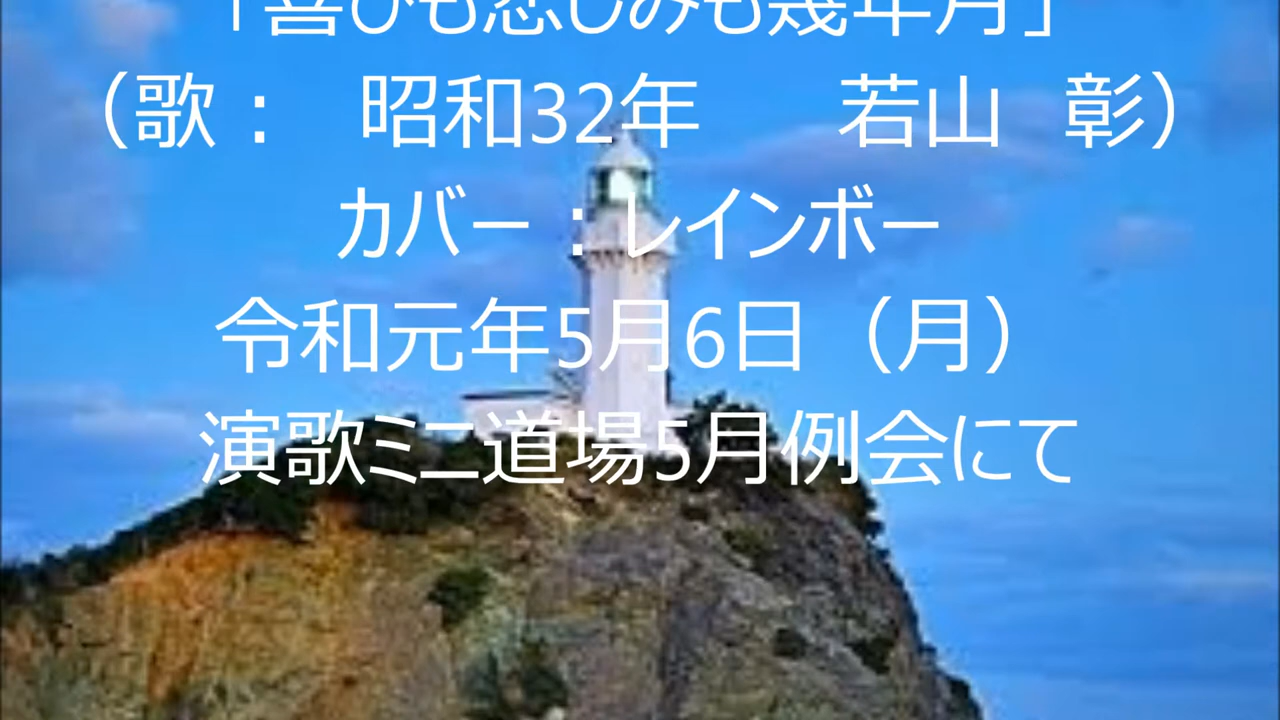 「喜びも悲しみも幾年月」
（歌：　昭和32年　　若山　彰）
カバー：レインボー
令和元年5月6日（月）
演歌ミニ道場5月例会にて